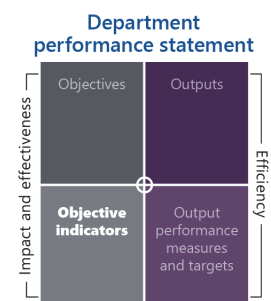 Department
performance statement
Impact and effectiveness
Objectives
Outputs
Efficiency
Objective
indicators
Output
performance
measures
and targets